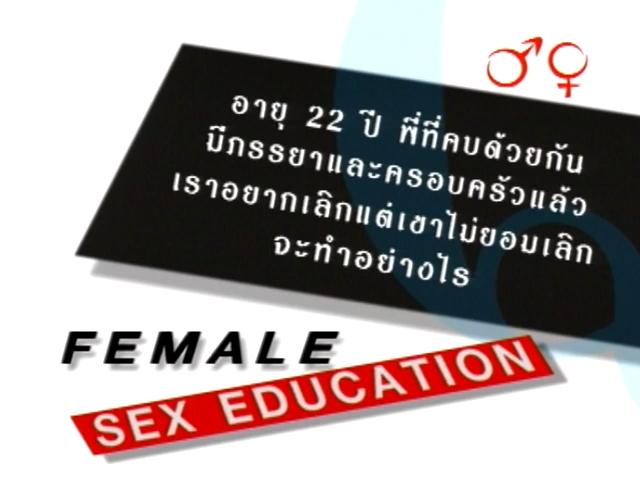 อายุ 22 ปี พี่ที่คบด้วยกัน
มีภรรยาและครอบครัวแล้ว
เราอยากเลิกแต่เขาไม่ยอมเลิก
จะทำอย่างไร
FEMALE
SEX EDUCATION